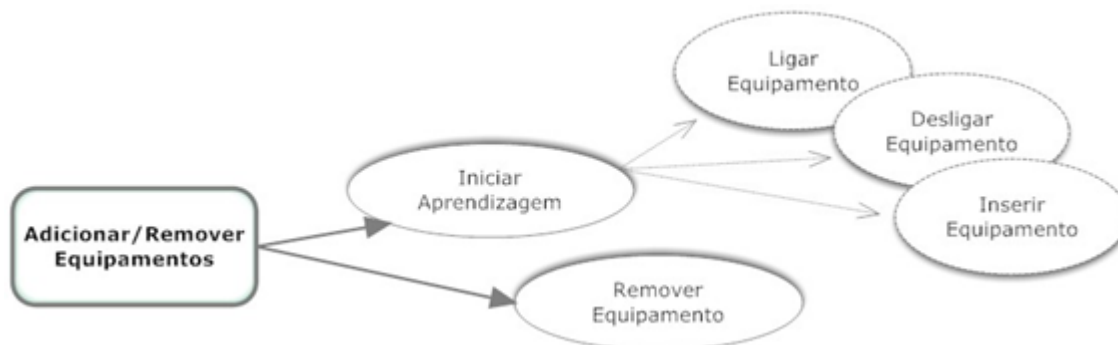 Ligar
Equipamento
Desligar
Equipamento
Iniciar
Aprendizagem
Inserir
Equipamento
Adicionar/Remover
Equipamentos
Remover
Equipamento